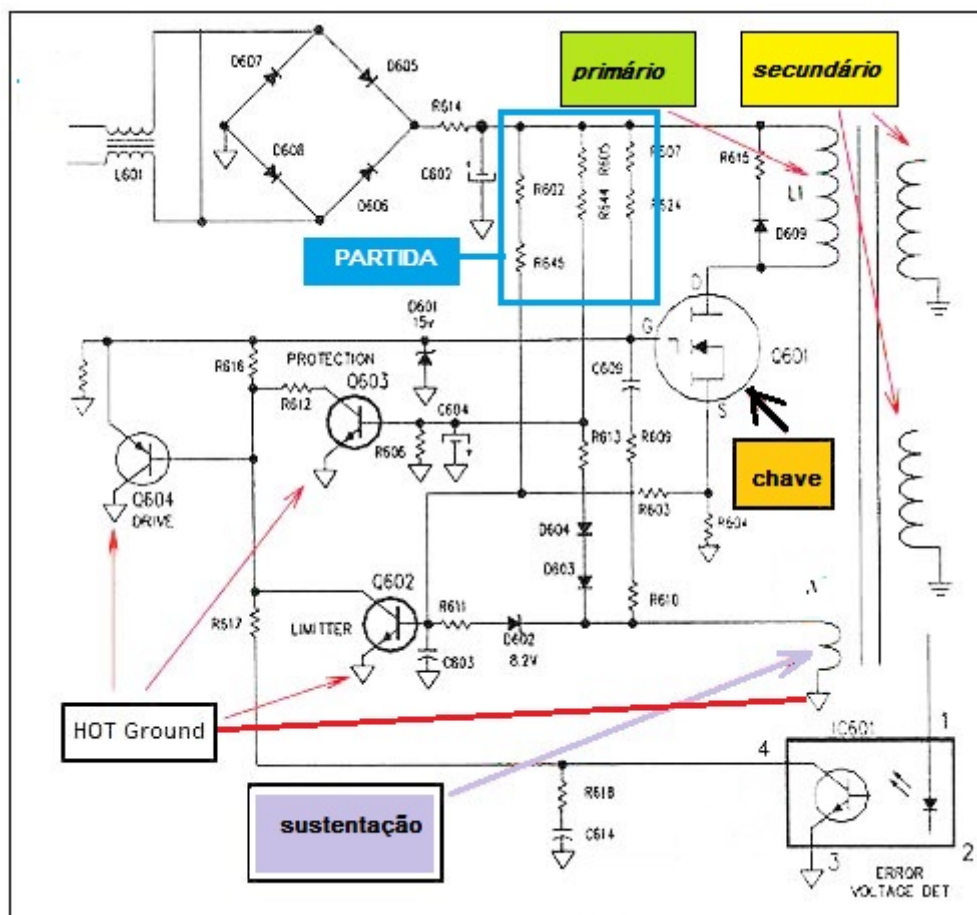 primário
secundário
D607
D605
R614
D608
L601
C602
D606
R602
R645
R605
R644
R607
R624
R615
L1
D609
PARTIDA
D
G
Q601
S
D601
15v
R616
PROTECTION
Q603
R612
C604
R606
C609
R613
R609
chave
R603
R604
Q604
DRIVE
D604
D603
Q602
R611
R610
R617
LIMITTER
D602
8.2V
C603
HOT Ground
IC601
1
4
sustentação
R618
C614
3
2
ERROR
VOLTAGE DET